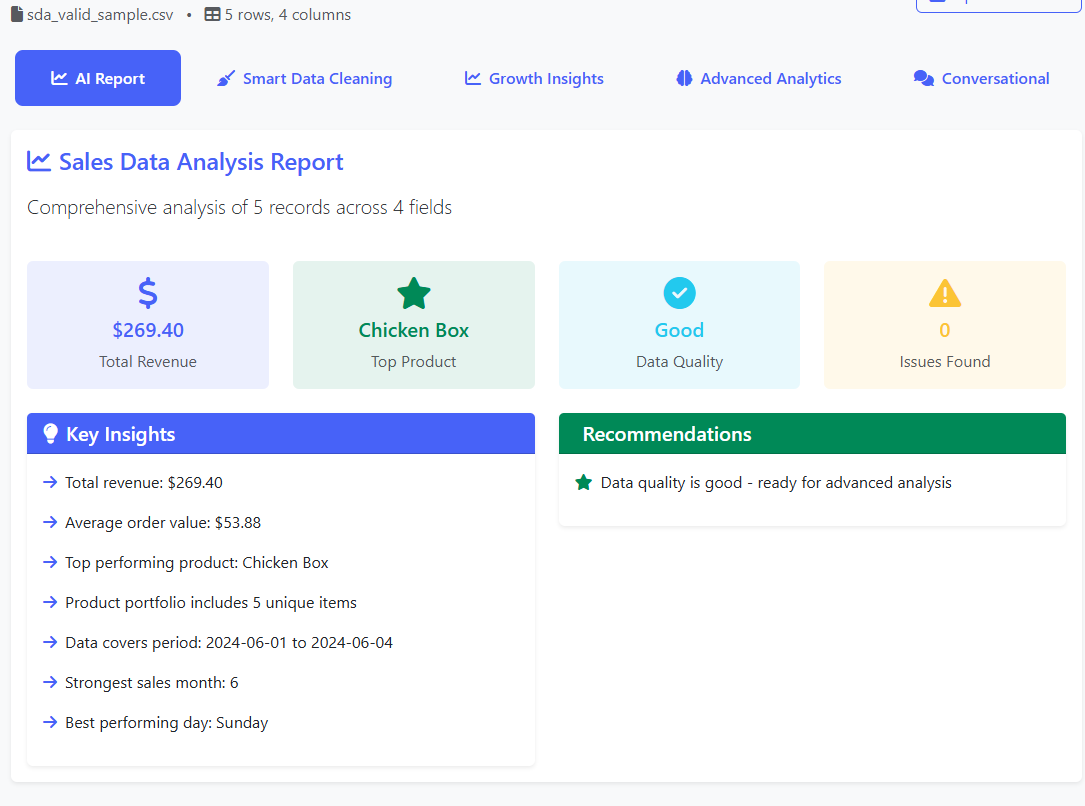 sda_valid_sample.csv • 5 rows, 4 columns
AI Report
Smart Data Cleaning
Growth Insights
Advanced Analytics
Conversational
Sales Data Analysis Report
Comprehensive analysis of 5 records across 4 fields
$269.40
Total Revenue
Chicken Box
Top Product
Good
Data Quality
0
Issues Found
Key Insights
Total revenue: $269.40
Average order value: $53.88
Top performing product: Chicken Box
Product portfolio includes 5 unique items
Data covers period: 2024-06-01 to 2024-06-04
Strongest sales month: 6
Best performing day: Sunday
Recommendations
Data quality is good - ready for advanced analysis